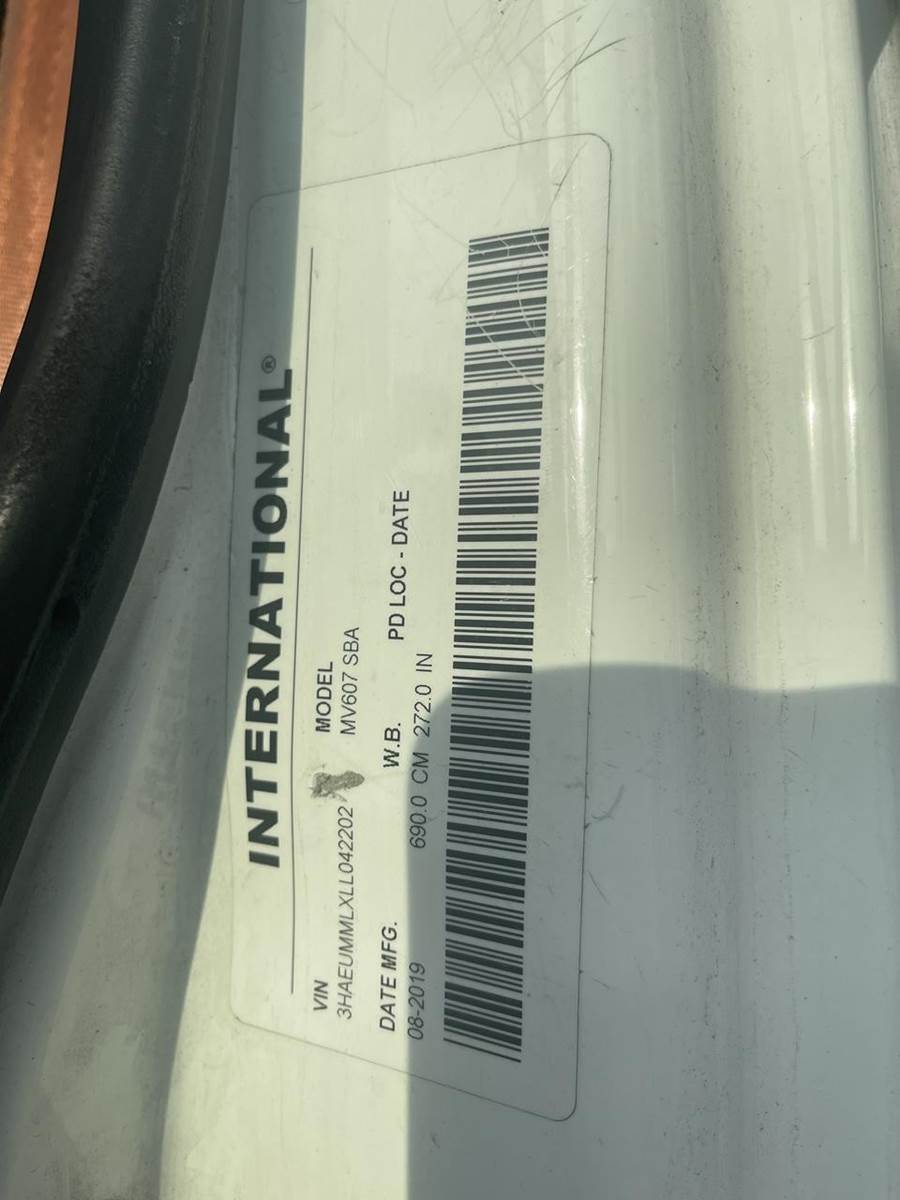 INTERNATIONAL®
VIN MODEL
3HAEUMMLXLL042202 MV607 SBA
DATE MFG. W.B. PD LOC - DATE
08-2019 690.0 CM 272.0 IN